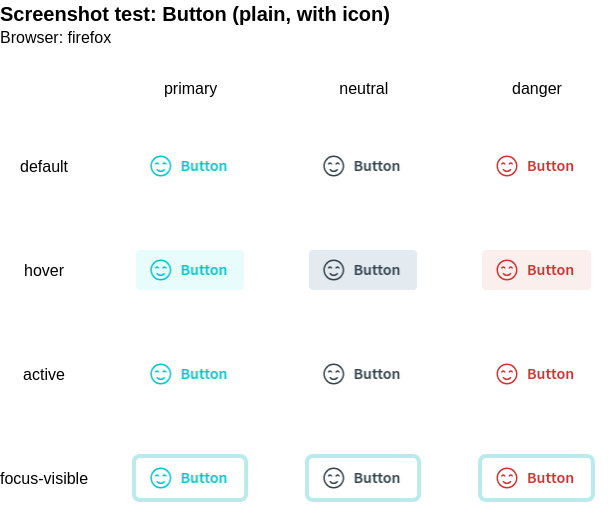 Screenshot test: Button (plain, with icon)
Browser: firefox
primary neutral danger
default Button Button Button
hover Button Button Button
active Button Button Button
focus-visible Button Button Button